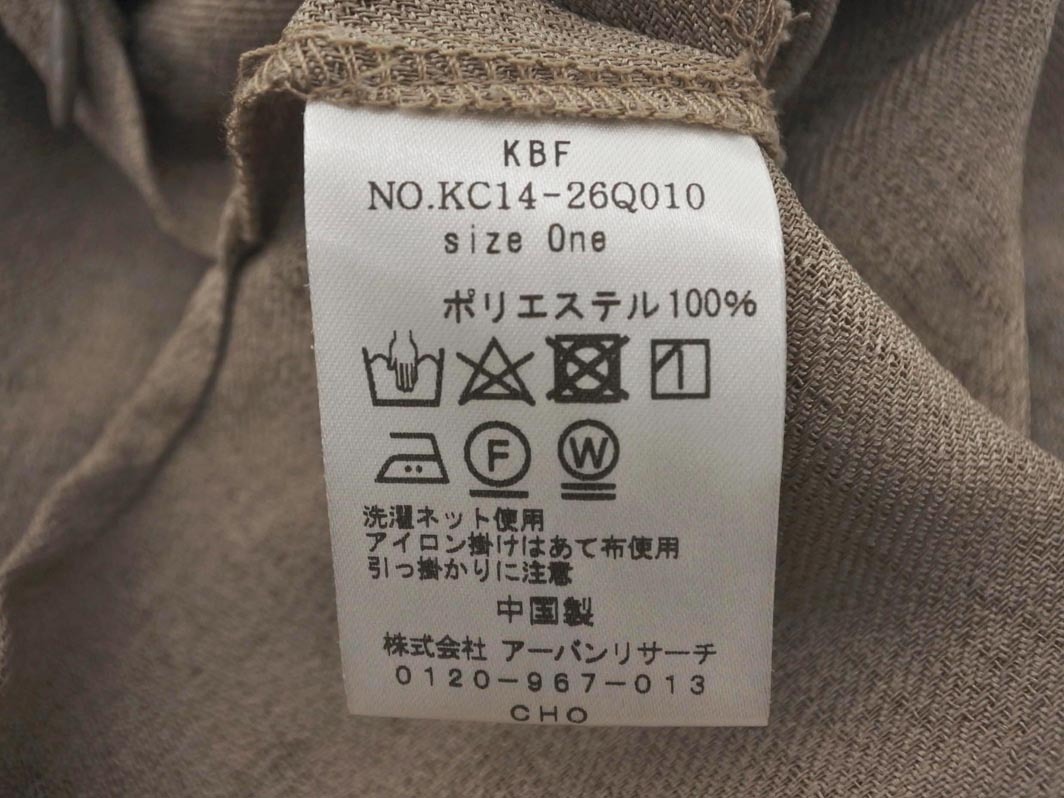 KBF
NO.KC14-26Q010
size One
ポリエステル100%
F W
洗濯ネット使用
アイロン掛けはあて布使用
引っ掛かりに注意
中国製
株式会社 アーバンリサーチ
0120-967-013
CHO